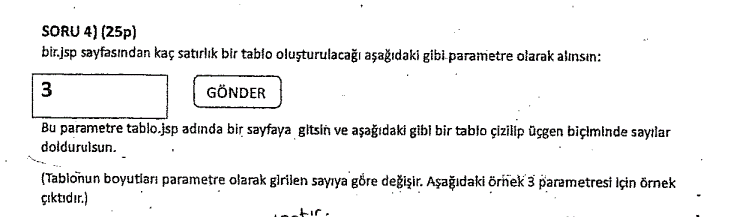 SORU 4) (25p)
bir.jsp sayfasından kaç satırlık bir tablo oluşturulacağı aşağıdaki gibi parametre olarak alınsın:
3
GÖNDER
Bu parametre tablo.jsp adında bir sayfaya gitsin ve aşağıdaki gibi bir tablo çizilip üçgen biçiminde sayılar
doldurulsun.
(Tablonun boyutları parametre olarak girilen sayıya göre değişir. Aşağıdaki örnek 3 parametresi için örnek
çıktıdır.)